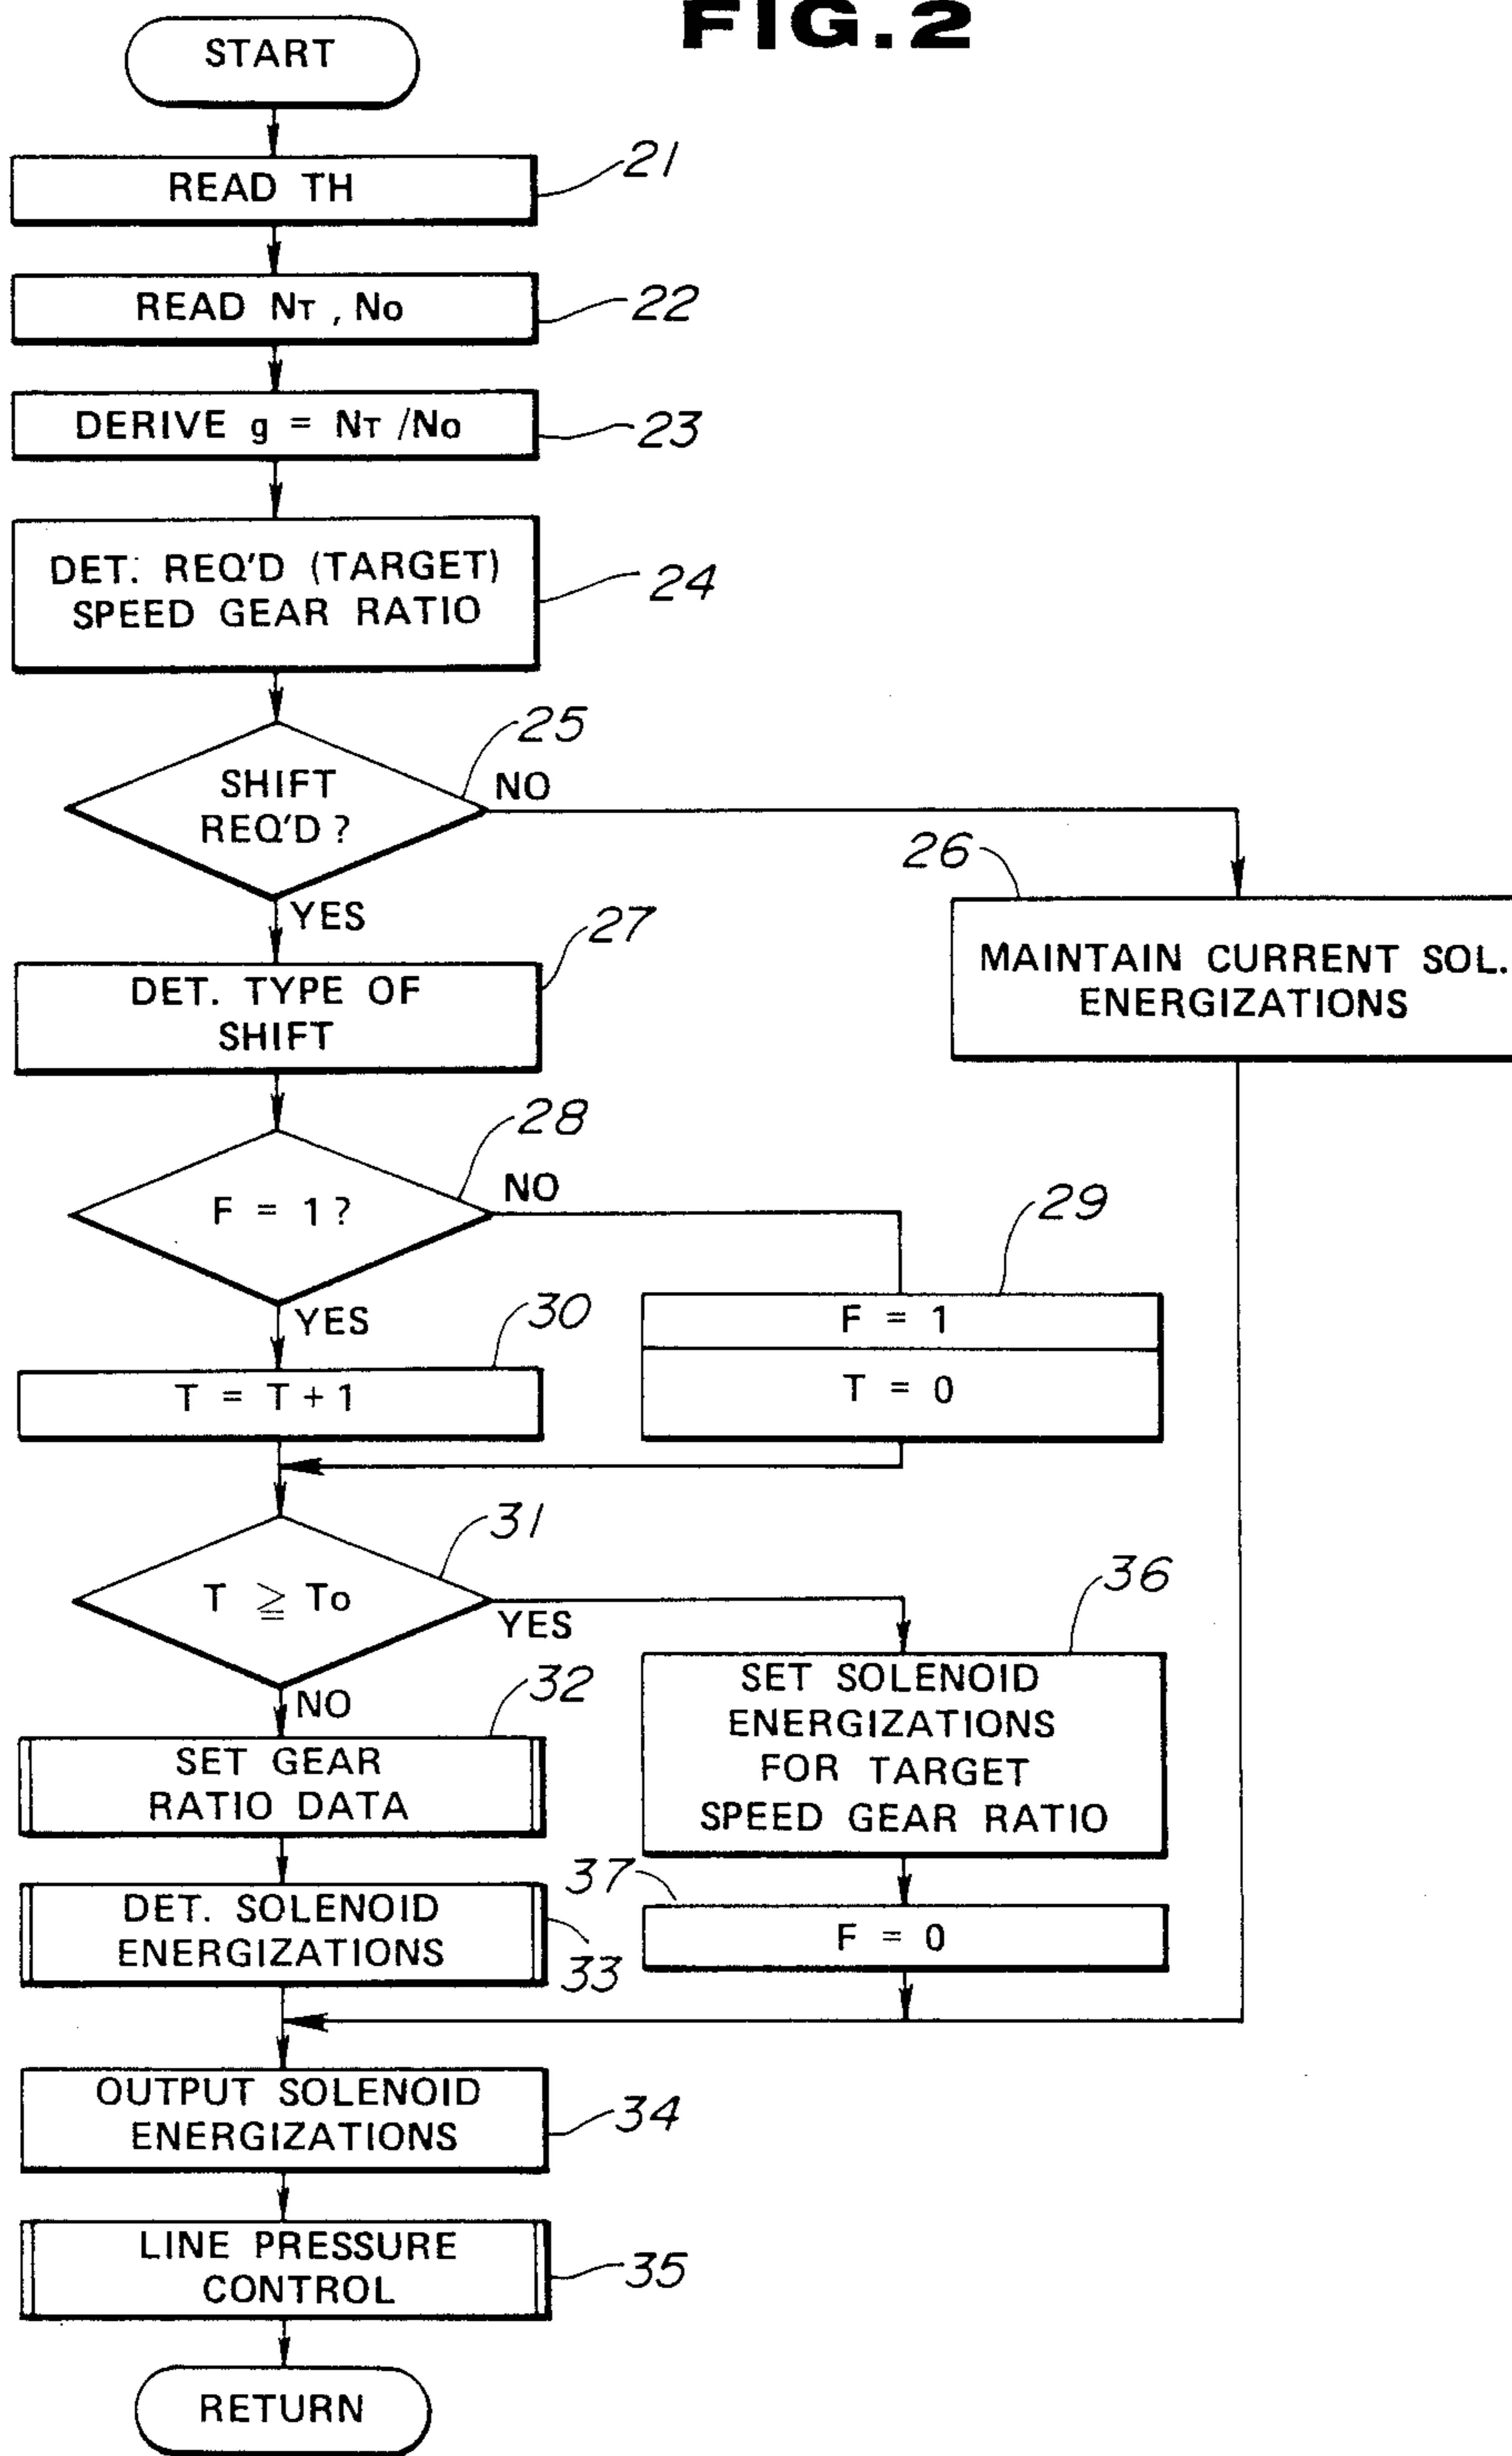 FIG.2
START
READ TH
21
READ NT , No
22
DERIVE g = NT /No
23
DET. REQ'D (TARGET)
SPEED GEAR RATIO
24
25
SHIFT
REQ'D ?
NO
YES
26
MAINTAIN CURRENT SOL.
ENERGIZATIONS
27
DET. TYPE OF
SHIFT
28
F = 1 ?
NO
YES
29
F = 1
T = 0
30
T = T + 1
31
T ≧ To
YES
NO
36
SET SOLENOID
ENERGIZATIONS
FOR TARGET
SPEED GEAR RATIO
32
SET GEAR
RATIO DATA
37
F = 0
DET. SOLENOID
ENERGIZATIONS
33
OUTPUT SOLENOID
ENERGIZATIONS
34
LINE PRESSURE
CONTROL
35
RETURN